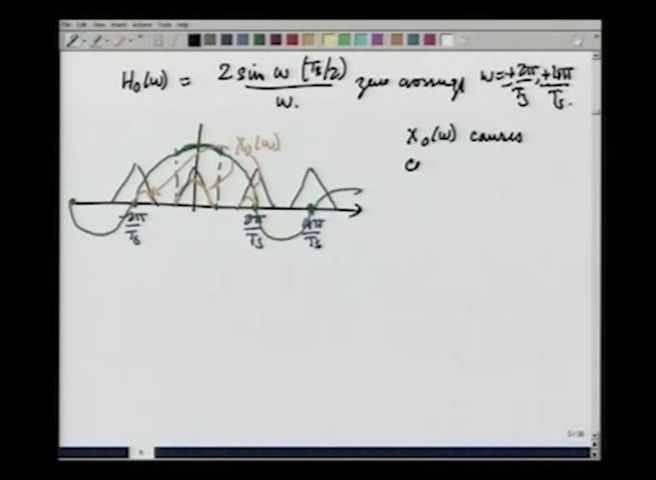 H₀(ω) = 2 sin ω (Ts/2) / ω. zero crossings ω = ±2π/Ts, ±4π/Ts.
X₀(ω)
X₀(ω) causes
-2π/Ts 2π/Ts 4π/Ts